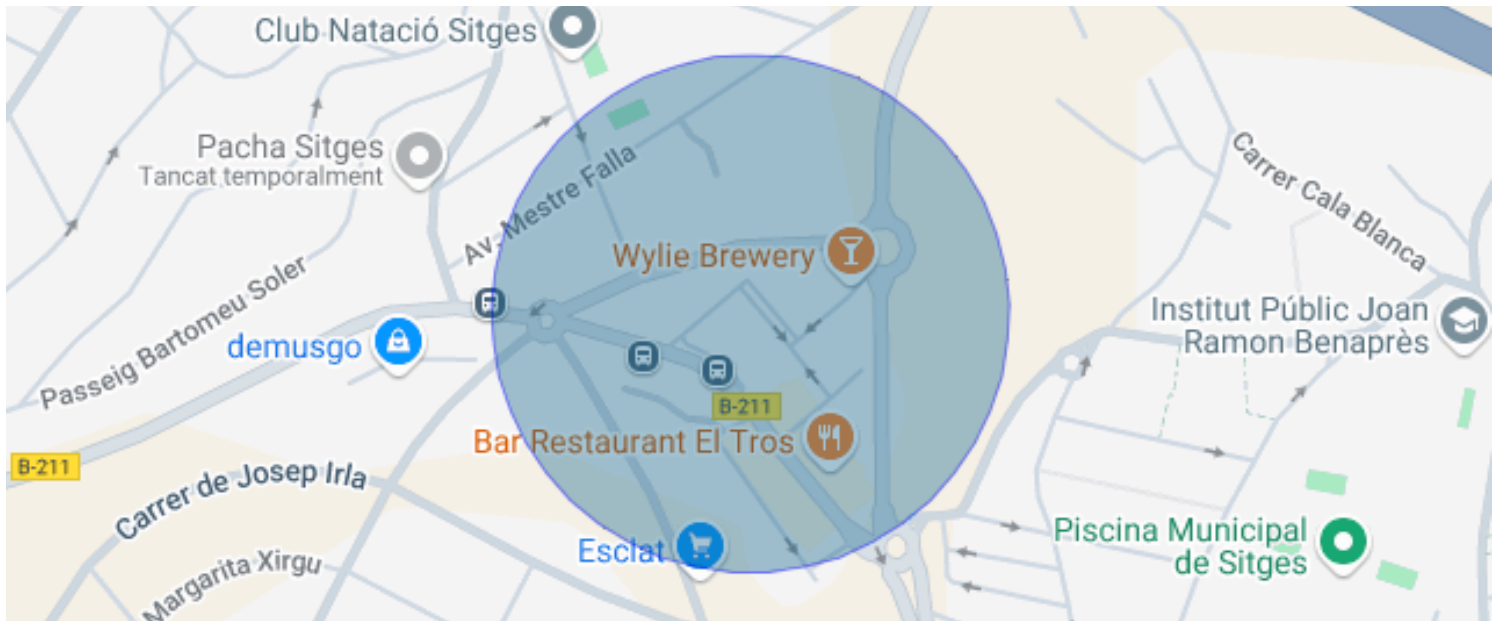 Club Natació Sitges
Pacha Sitges
Tancat temporalment
Av. Mestre Falla
Carrer Cala Blanca
Wylie Brewery
Passeig Bartomeu Soler
demusgo
Institut Públic Joan
Ramon Benaprès
B-211
Bar Restaurant El Tros
B-211
Carrer de Josep Irla
Esclat
Piscina Municipal
de Sitges
Margarita Xirgu